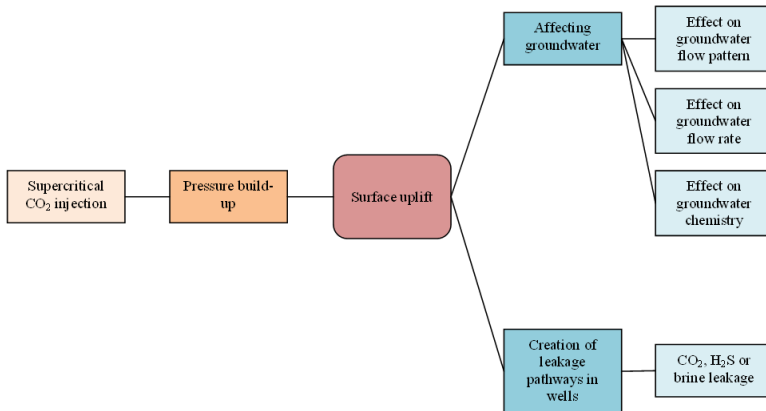 Supercritical
CO₂ injection
Pressure build-
up
Surface uplift
Affecting
groundwater
Effect on
groundwater
flow pattern
Effect on
groundwater
flow rate
Effect on
groundwater
chemistry
Creation of
leakage
pathways in
wells
CO₂, H₂S or
brine leakage